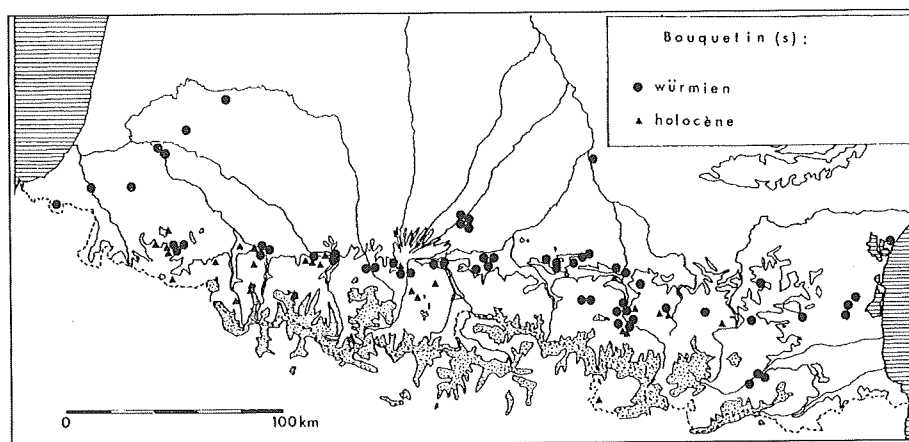 Bouquetin (s) :
● würmien
▲ holocène
0 100 km